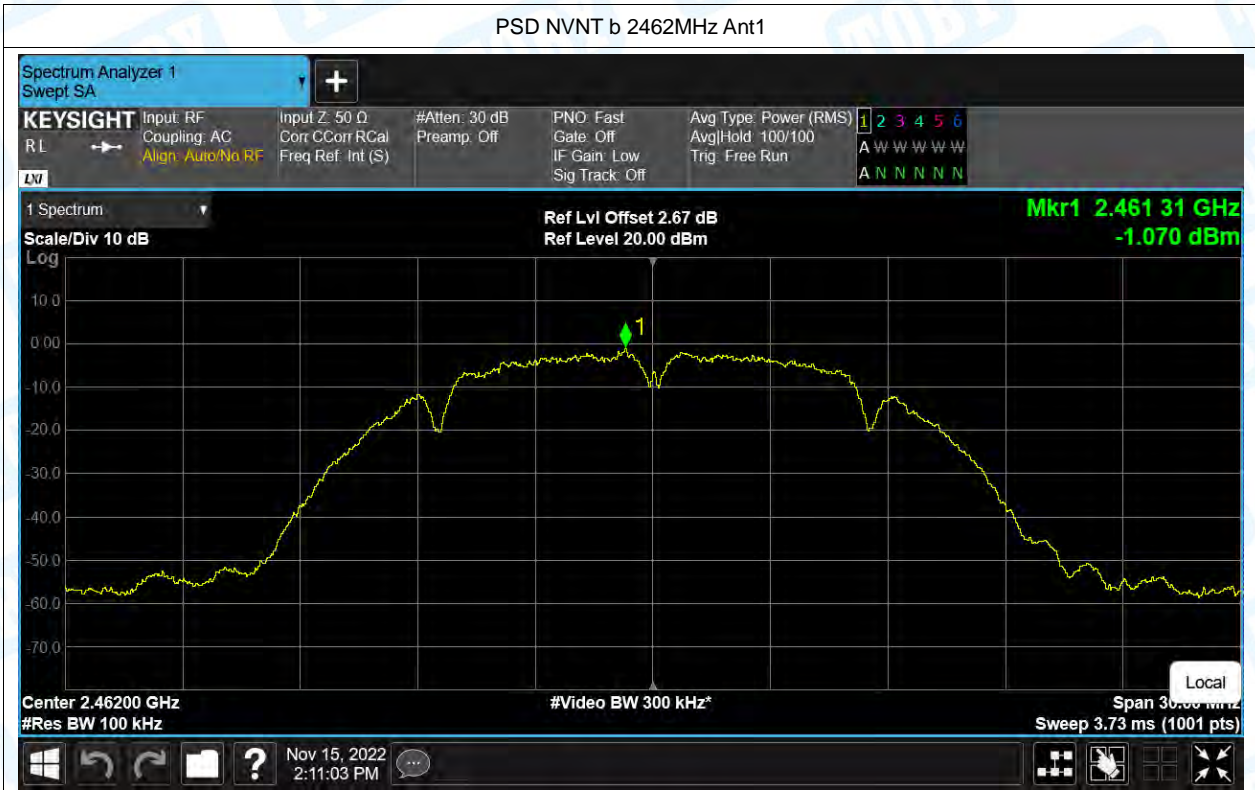 PSD NVNT b 2462MHz Ant1
Spectrum Analyzer 1
Swept SA
+
KEYSIGHT
RL
LXI
Input: RF
Coupling: AC
Align: Auto/No RF
Input Z: 50 Ω
Corr CCorr RCal
Freq Ref: Int (S)
#Atten: 30 dB
Preamp: Off
PNO: Fast
Gate: Off
IF Gain: Low
Sig Track: Off
Avg Type: Power (RMS)
Avg|Hold: 100/100
Trig: Free Run
1 2 3 4 5 6
A W W W W W
A N N N N N
1 Spectrum
Scale/Div 10 dB
Ref Lvl Offset 2.67 dB
Ref Level 20.00 dBm
Mkr1 2.461 31 GHz
-1.070 dBm
Log
10.0
0.00
-10.0
-20.0
-30.0
-40.0
-50.0
-60.0
-70.0
1
Local
Center 2.46200 GHz
#Res BW 100 kHz
#Video BW 300 kHz*
Span 30.00 MHz
Sweep 3.73 ms (1001 pts)
?
Nov 15, 2022
2:11:03 PM